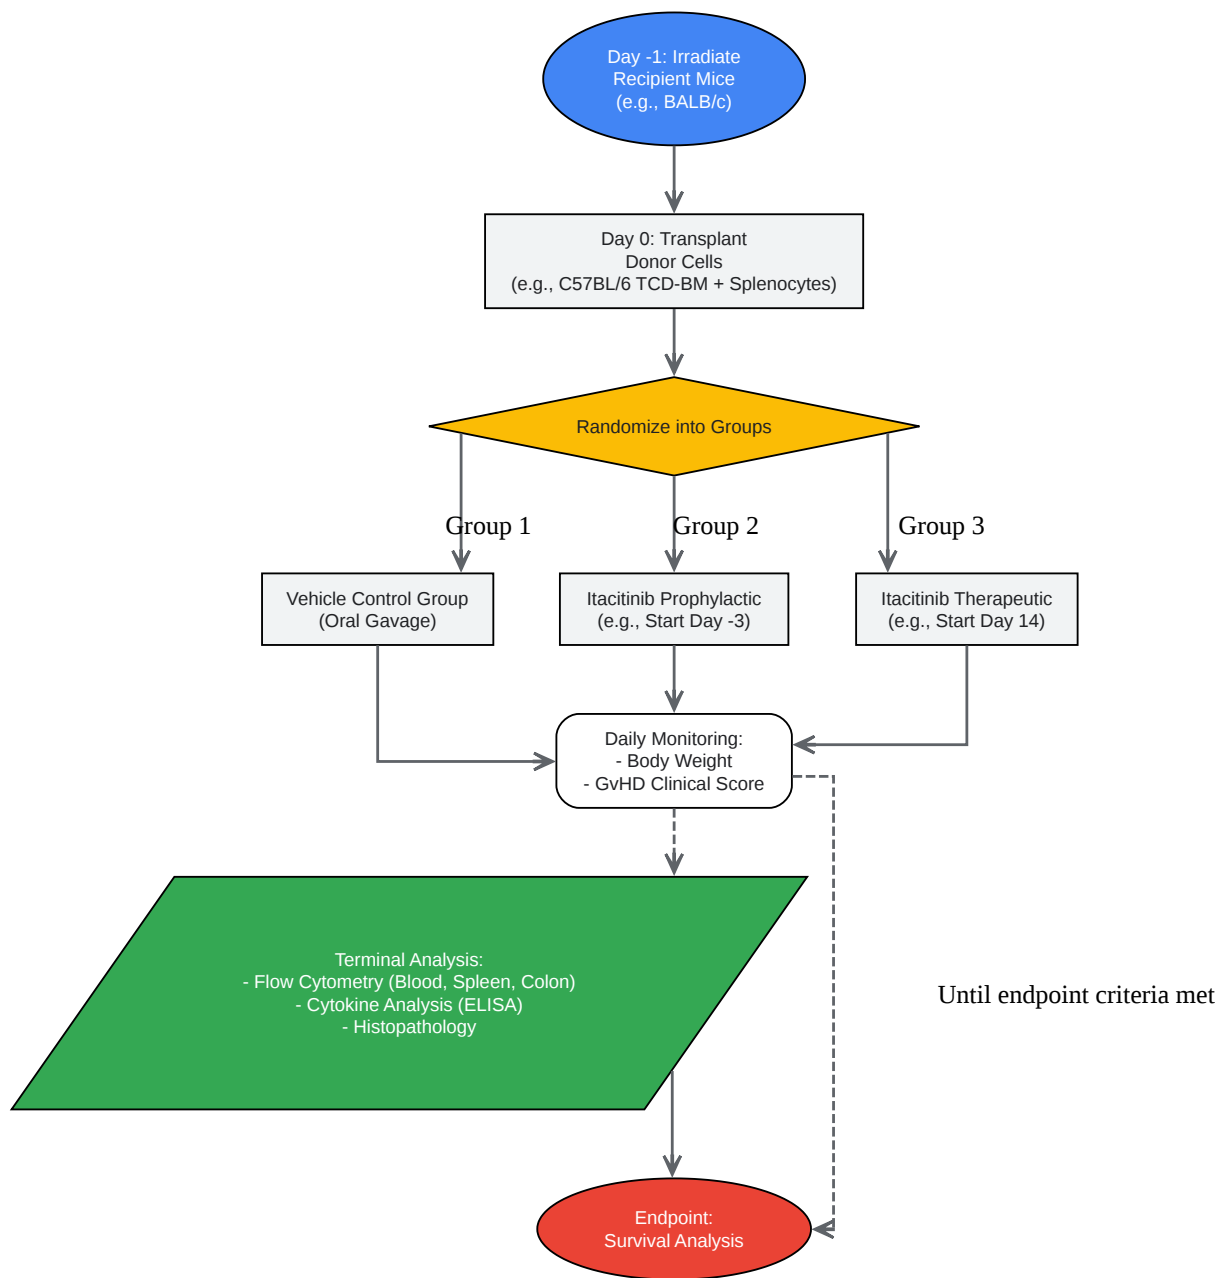 Day -1: Irradiate
Recipient Mice
(e.g., BALB/c)
Day 0: Transplant
Donor Cells
(e.g., C57BL/6 TCD-BM + Splenocytes)
Randomize into Groups
Group 1
Group 2
Group 3
Vehicle Control Group
(Oral Gavage)
Itacitinib Prophylactic
(e.g., Start Day -3)
Itacitinib Therapeutic
(e.g., Start Day 14)
Daily Monitoring:
- Body Weight
- GvHD Clinical Score
Terminal Analysis:
- Flow Cytometry (Blood, Spleen, Colon)
- Cytokine Analysis (ELISA)
- Histopathology
Until endpoint criteria met
Endpoint:
Survival Analysis